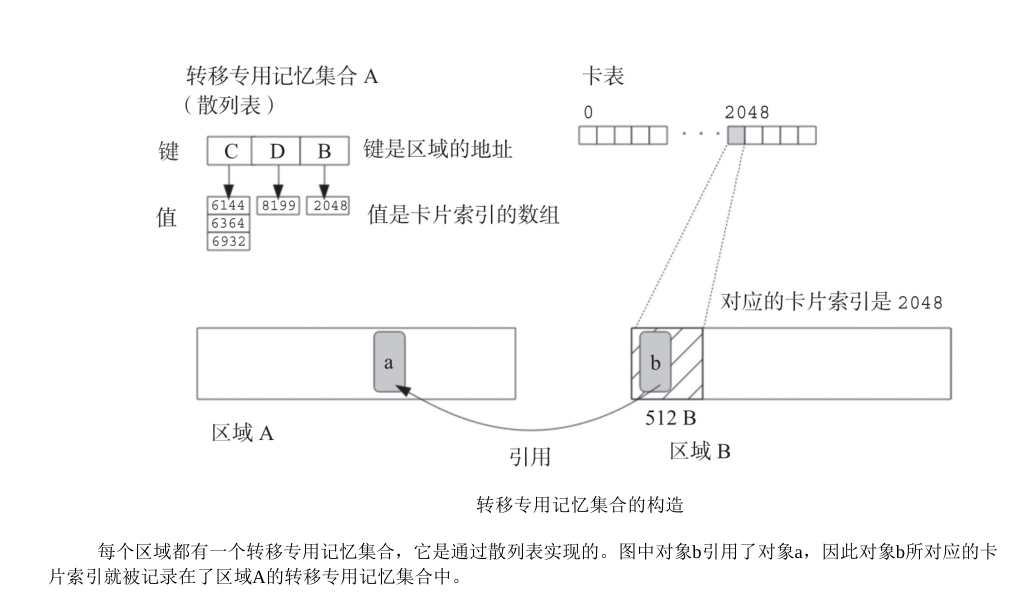 转移专用记忆集合 A
（散列表）
键
C D B
键是区域的地址
值
6144 8199 2048
6364
6932
值是卡片索引的数组
卡表
0 2048
· · ·
对应的卡片索引是 2048
a
b
512 B
区域 A
区域 B
引用
转移专用记忆集合的构造
每个区域都有一个转移专用记忆集合，它是通过散列表实现的。图中对象b引用了对象a，因此对象b所对应的卡
片索引就被记录在了区域A的转移专用记忆集合中。